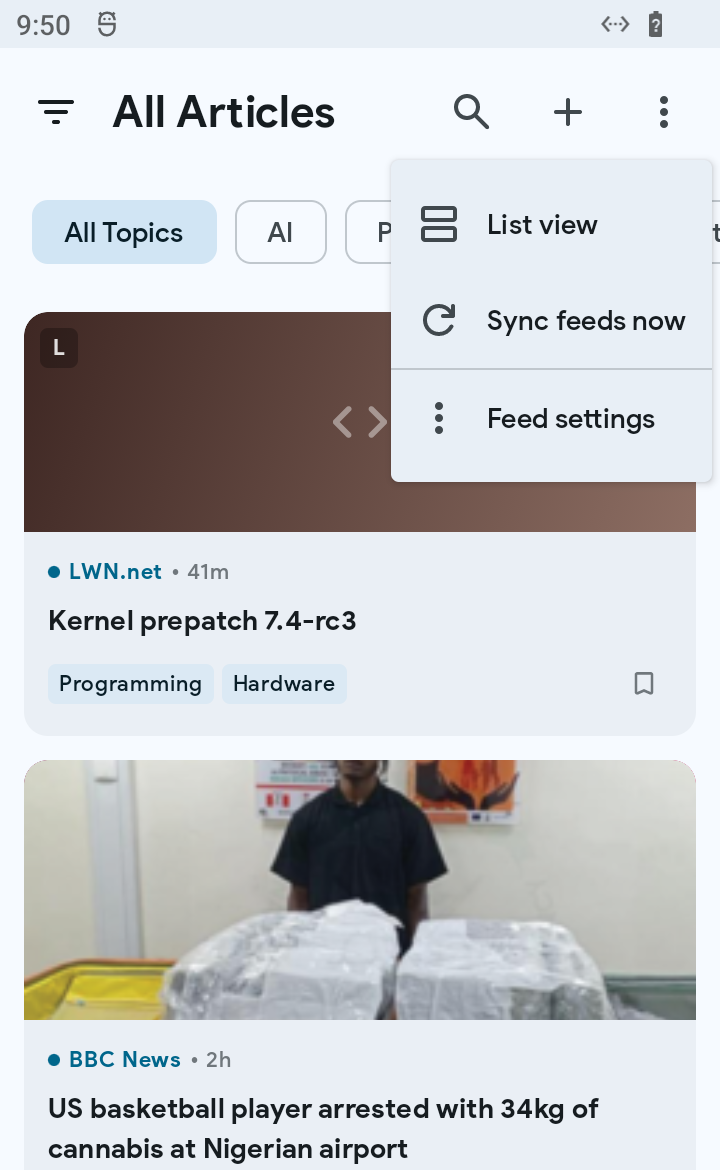 9:50
All Articles
All Topics
AI
List view
Sync feeds now
Feed settings
L
LWN.net • 41m
Kernel prepatch 7.4-rc3
Programming
Hardware
BBC News • 2h
US basketball player arrested with 34kg of
cannabis at Nigerian airport